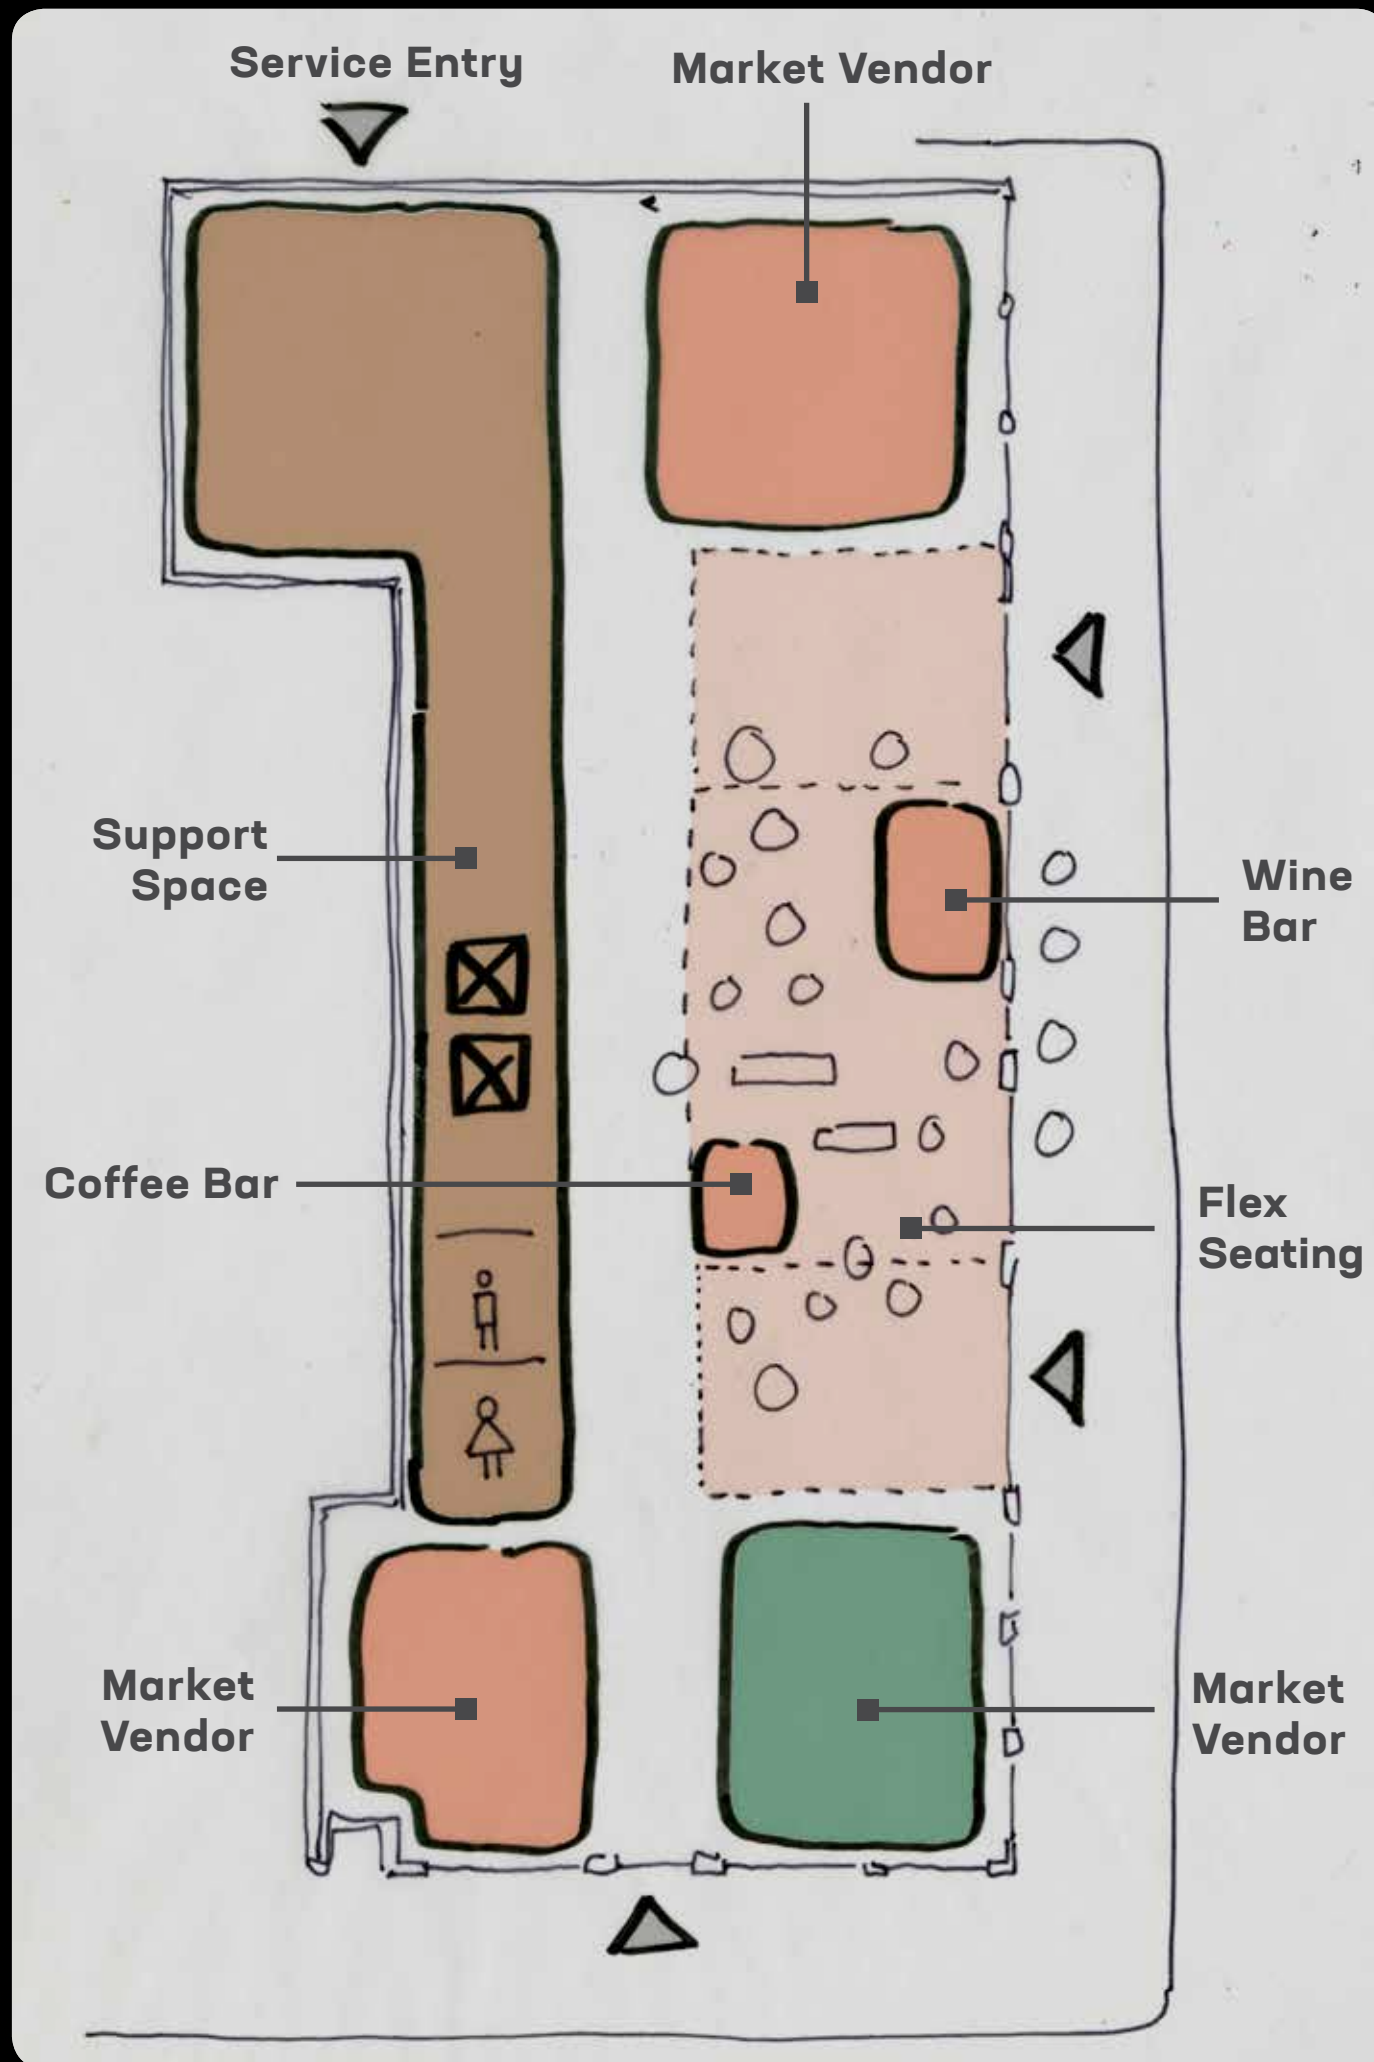 Service Entry
Market Vendor
Support
Space
Wine
Bar
Coffee Bar
Flex
Seating
Market
Vendor
Market
Vendor